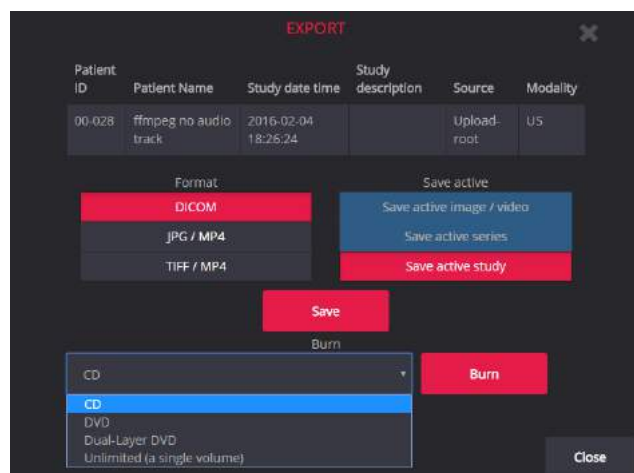 EXPORT
Patient ID Patient Name Study date time Study description Source Modality
00-028 ffmpeg no audio track 2016-02-04 18:26:24 Upload-root US
Format
Save active
DICOM
Save active image / video
JPG / MP4
Save active series
TIFF / MP4
Save active study
Save
Burn
CD
Burn
CD
DVD
Dual-Layer DVD
Unlimited (a single volume)
Close